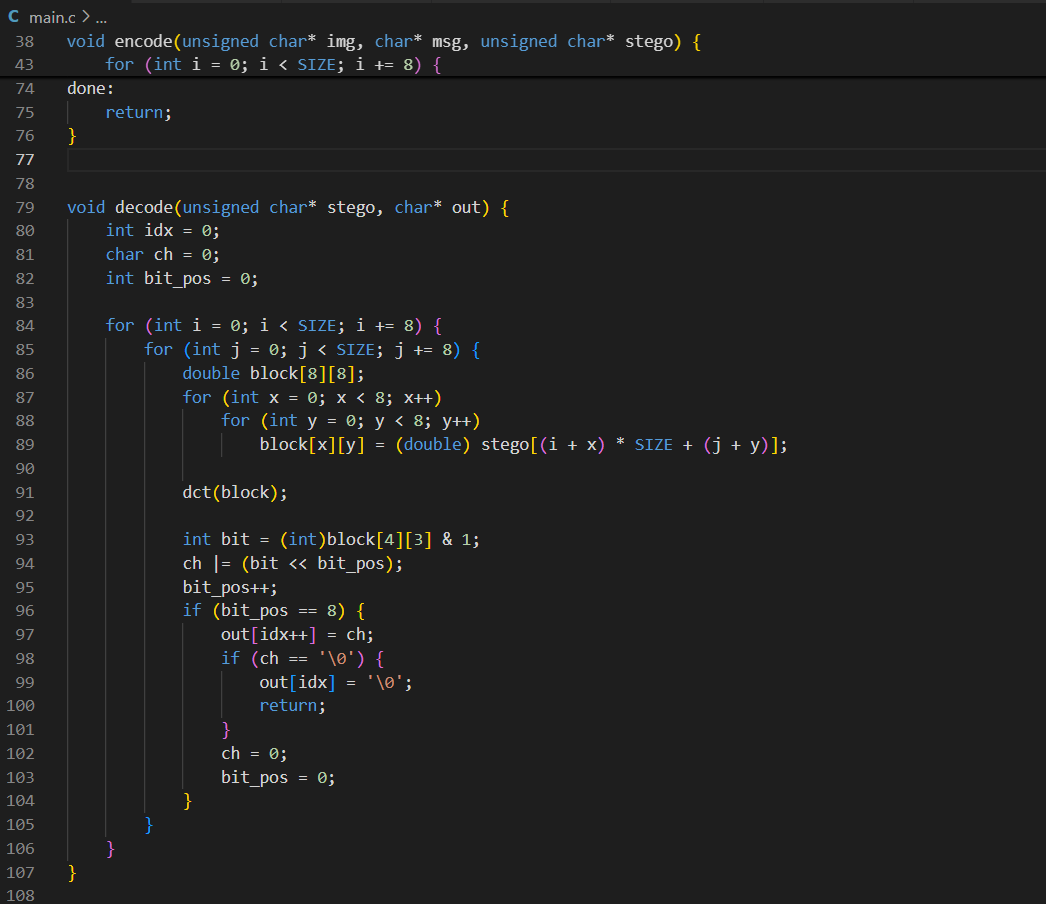 C main.c > ...
38 void encode(unsigned char* img, char* msg, unsigned char* stego) {
43     for (int i = 0; i < SIZE; i += 8) {
74 done:
75     return;
76 }
77
78
79 void decode(unsigned char* stego, char* out) {
80     int idx = 0;
81     char ch = 0;
82     int bit_pos = 0;
83
84     for (int i = 0; i < SIZE; i += 8) {
85         for (int j = 0; j < SIZE; j += 8) {
86             double block[8][8];
87             for (int x = 0; x < 8; x++)
88                 for (int y = 0; y < 8; y++)
89                     block[x][y] = (double) stego[(i + x) * SIZE + (j + y)];
90
91             dct(block);
92
93             int bit = (int)block[4][3] & 1;
94             ch |= (bit << bit_pos);
95             bit_pos++;
96             if (bit_pos == 8) {
97                 out[idx++] = ch;
98                 if (ch == '\0') {
99                     out[idx] = '\0';
100                     return;
101                 }
102                 ch = 0;
103                 bit_pos = 0;
104             }
105         }
106     }
107 }
108